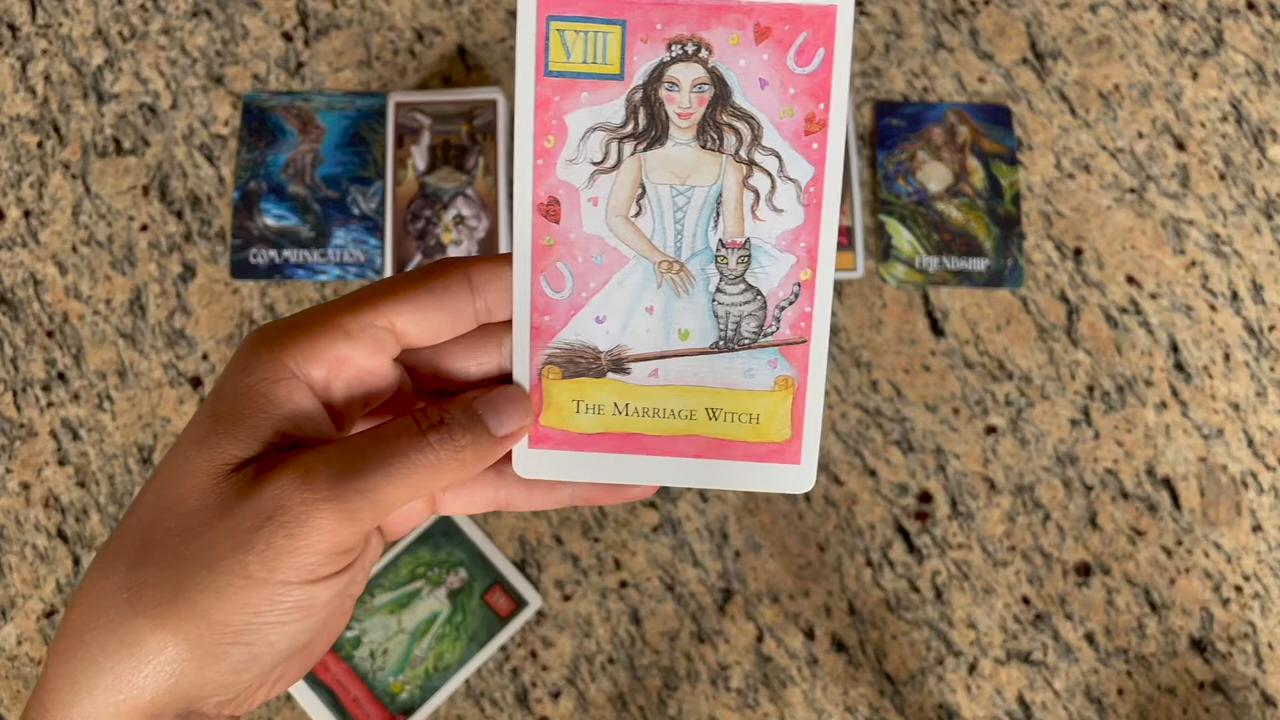 VIII
COMMUNICATION
FRIENDSHIP
THE MARRIAGE WITCH